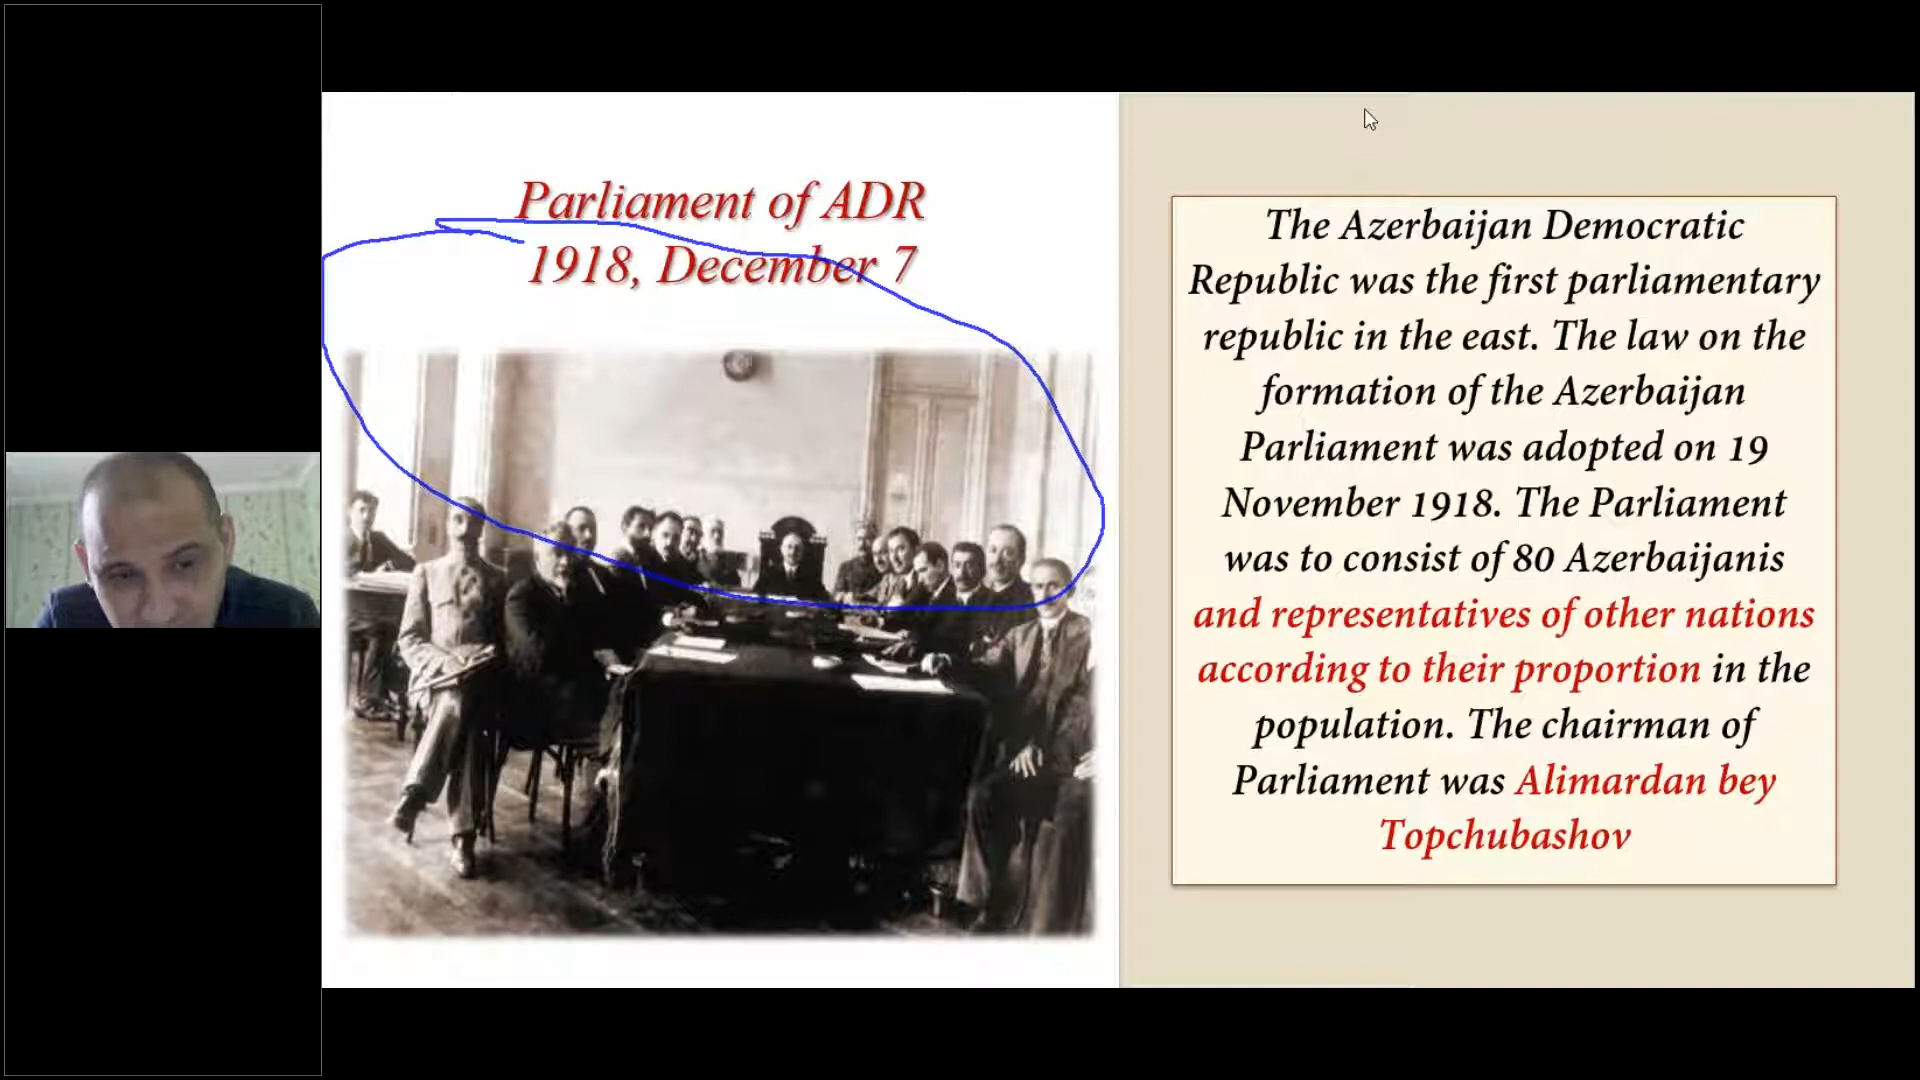 Parliament of ADR
1918, December 7
The Azerbaijan Democratic
Republic was the first parliamentary
republic in the east. The law on the
formation of the Azerbaijan
Parliament was adopted on 19
November 1918. The Parliament
was to consist of 80 Azerbaijanis
and representatives of other nations
according to their proportion in the
population. The chairman of
Parliament was Alimardan bey
Topchubashov